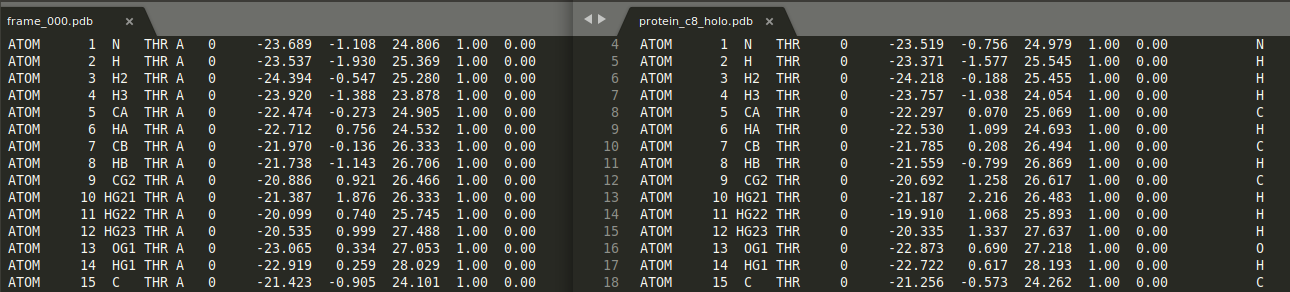 frame_000.pdb ×
ATOM 1 N THR A 0 -23.689 -1.108 24.806 1.00 0.00
ATOM 2 H THR A 0 -23.537 -1.930 25.369 1.00 0.00
ATOM 3 H2 THR A 0 -24.394 -0.547 25.280 1.00 0.00
ATOM 4 H3 THR A 0 -23.920 -1.388 23.878 1.00 0.00
ATOM 5 CA THR A 0 -22.474 -0.273 24.905 1.00 0.00
ATOM 6 HA THR A 0 -22.712 0.756 24.532 1.00 0.00
ATOM 7 CB THR A 0 -21.970 -0.136 26.333 1.00 0.00
ATOM 8 HB THR A 0 -21.738 -1.143 26.706 1.00 0.00
ATOM 9 CG2 THR A 0 -20.886 0.921 26.466 1.00 0.00
ATOM 10 HG21 THR A 0 -21.387 1.876 26.333 1.00 0.00
ATOM 11 HG22 THR A 0 -20.099 0.740 25.745 1.00 0.00
ATOM 12 HG23 THR A 0 -20.535 0.999 27.488 1.00 0.00
ATOM 13 OG1 THR A 0 -23.065 0.334 27.053 1.00 0.00
ATOM 14 HG1 THR A 0 -22.919 0.259 28.029 1.00 0.00
ATOM 15 C THR A 0 -21.423 -0.905 24.101 1.00 0.00
protein_c8_holo.pdb ×
4 ATOM 1 N THR 0 -23.519 -0.756 24.979 1.00 0.00 N
5 ATOM 2 H THR 0 -23.371 -1.577 25.545 1.00 0.00 H
6 ATOM 3 H2 THR 0 -24.218 -0.188 25.455 1.00 0.00 H
7 ATOM 4 H3 THR 0 -23.757 -1.038 24.054 1.00 0.00 H
8 ATOM 5 CA THR 0 -22.297 0.070 25.069 1.00 0.00 C
9 ATOM 6 HA THR 0 -22.530 1.099 24.693 1.00 0.00 H
10 ATOM 7 CB THR 0 -21.785 0.208 26.494 1.00 0.00 C
11 ATOM 8 HB THR 0 -21.559 -0.799 26.869 1.00 0.00 H
12 ATOM 9 CG2 THR 0 -20.692 1.258 26.617 1.00 0.00 C
13 ATOM 10 HG21 THR 0 -21.187 2.216 26.483 1.00 0.00 H
14 ATOM 11 HG22 THR 0 -19.910 1.068 25.893 1.00 0.00 H
15 ATOM 12 HG23 THR 0 -20.335 1.337 27.637 1.00 0.00 H
16 ATOM 13 OG1 THR 0 -22.873 0.690 27.218 1.00 0.00 O
17 ATOM 14 HG1 THR 0 -22.722 0.617 28.193 1.00 0.00 H
18 ATOM 15 C THR 0 -21.256 -0.573 24.262 1.00 0.00 C